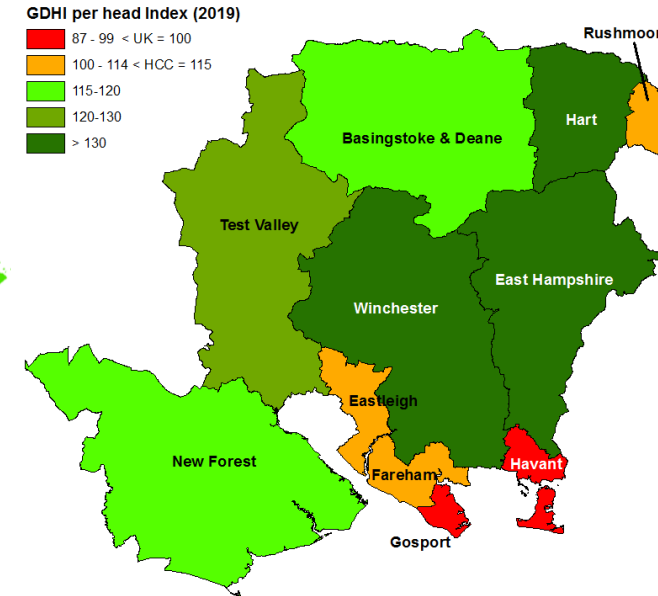 GDHI per head Index (2019)
87 - 99 < UK = 100
100 - 114 < HCC = 115
115-120
120-130
> 130
Rushmoor
Hart
Basingstoke & Deane
Test Valley
East Hampshire
Winchester
Eastleigh
New Forest
Havant
Fareham
Gosport